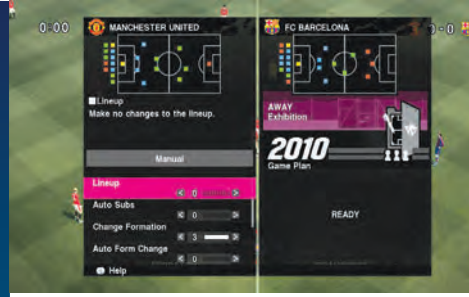 0:00
MANCHESTER UNITED
FC BARCELONA
0-0
Lineup
Make no changes to the lineup.
AWAY
Exhibition
Manual
2010
Game Plan
Lineup
0
Auto Subs
0
READY
Change Formation
3
Auto Form Change
0
Help